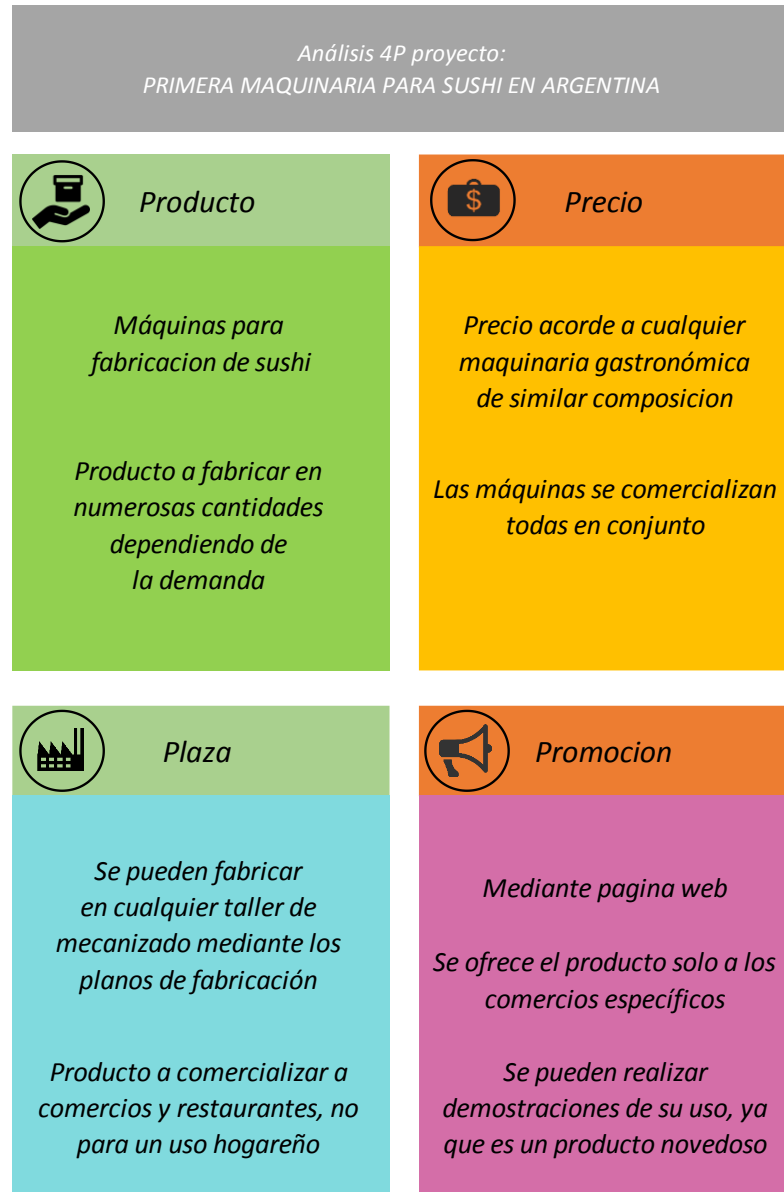 Análisis 4P proyecto:
PRIMERA MAQUINARIA PARA SUSHI EN ARGENTINA
Producto
Máquinas para
fabricacion de sushi
Producto a fabricar en
numerosas cantidades
dependiendo de
la demanda
$
Precio
Precio acorde a cualquier
maquinaria gastronómica
de similar composicion
Las máquinas se comercializan
todas en conjunto
Plaza
Se pueden fabricar
en cualquier taller de
mecanizado mediante los
planos de fabricación
Producto a comercializar a
comercios y restaurantes, no
para un uso hogareño
Promocion
Mediante pagina web
Se ofrece el producto solo a los
comercios específicos
Se pueden realizar
demostraciones de su uso, ya
que es un producto novedoso